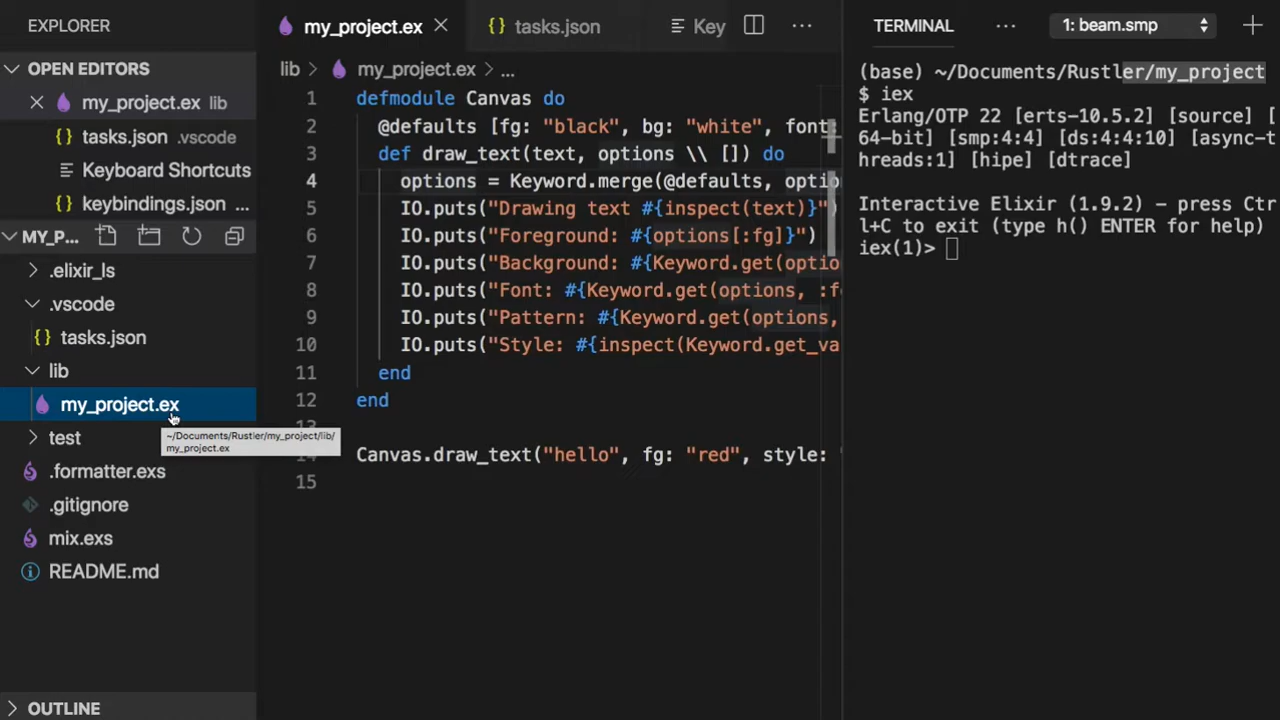 EXPLORER
OPEN EDITORS
my_project.ex lib
tasks.json .vscode
Keyboard Shortcuts
keybindings.json ...
MY_P...
.elixir_ls
.vscode
tasks.json
lib
my_project.ex
~/Documents/Rustler/my_project/lib/
my_project.ex
test
.formatter.exs
.gitignore
mix.exs
README.md
OUTLINE
my_project.ex
tasks.json
Key
...
lib > my_project.ex > ...
1 defmodule Canvas do
2 @defaults [fg: "black", bg: "white", font:
3 def draw_text(text, options \\ []) do
4 options = Keyword.merge(@defaults, optio
5 IO.puts("Drawing text #{inspect(text)}")
6 IO.puts("Foreground: #{options[:fg]}")
7 IO.puts("Background: #{Keyword.get(optio
8 IO.puts("Font: #{Keyword.get(options, :f
9 IO.puts("Pattern: #{Keyword.get(options,
10 IO.puts("Style: #{inspect(Keyword.get_va
11 end
12 end
Canvas.draw_text("hello", fg: "red", style: "
15
TERMINAL
...
1: beam.smp
(base) ~/Documents/Rustler/my_project
$ iex
Erlang/OTP 22 [erts-10.5.2] [source] [
64-bit] [smp:4:4] [ds:4:4:10] [async-t
hreads:1] [hipe] [dtrace]
Interactive Elixir (1.9.2) – press Ctr
l+C to exit (type h() ENTER for help)
iex(1)>